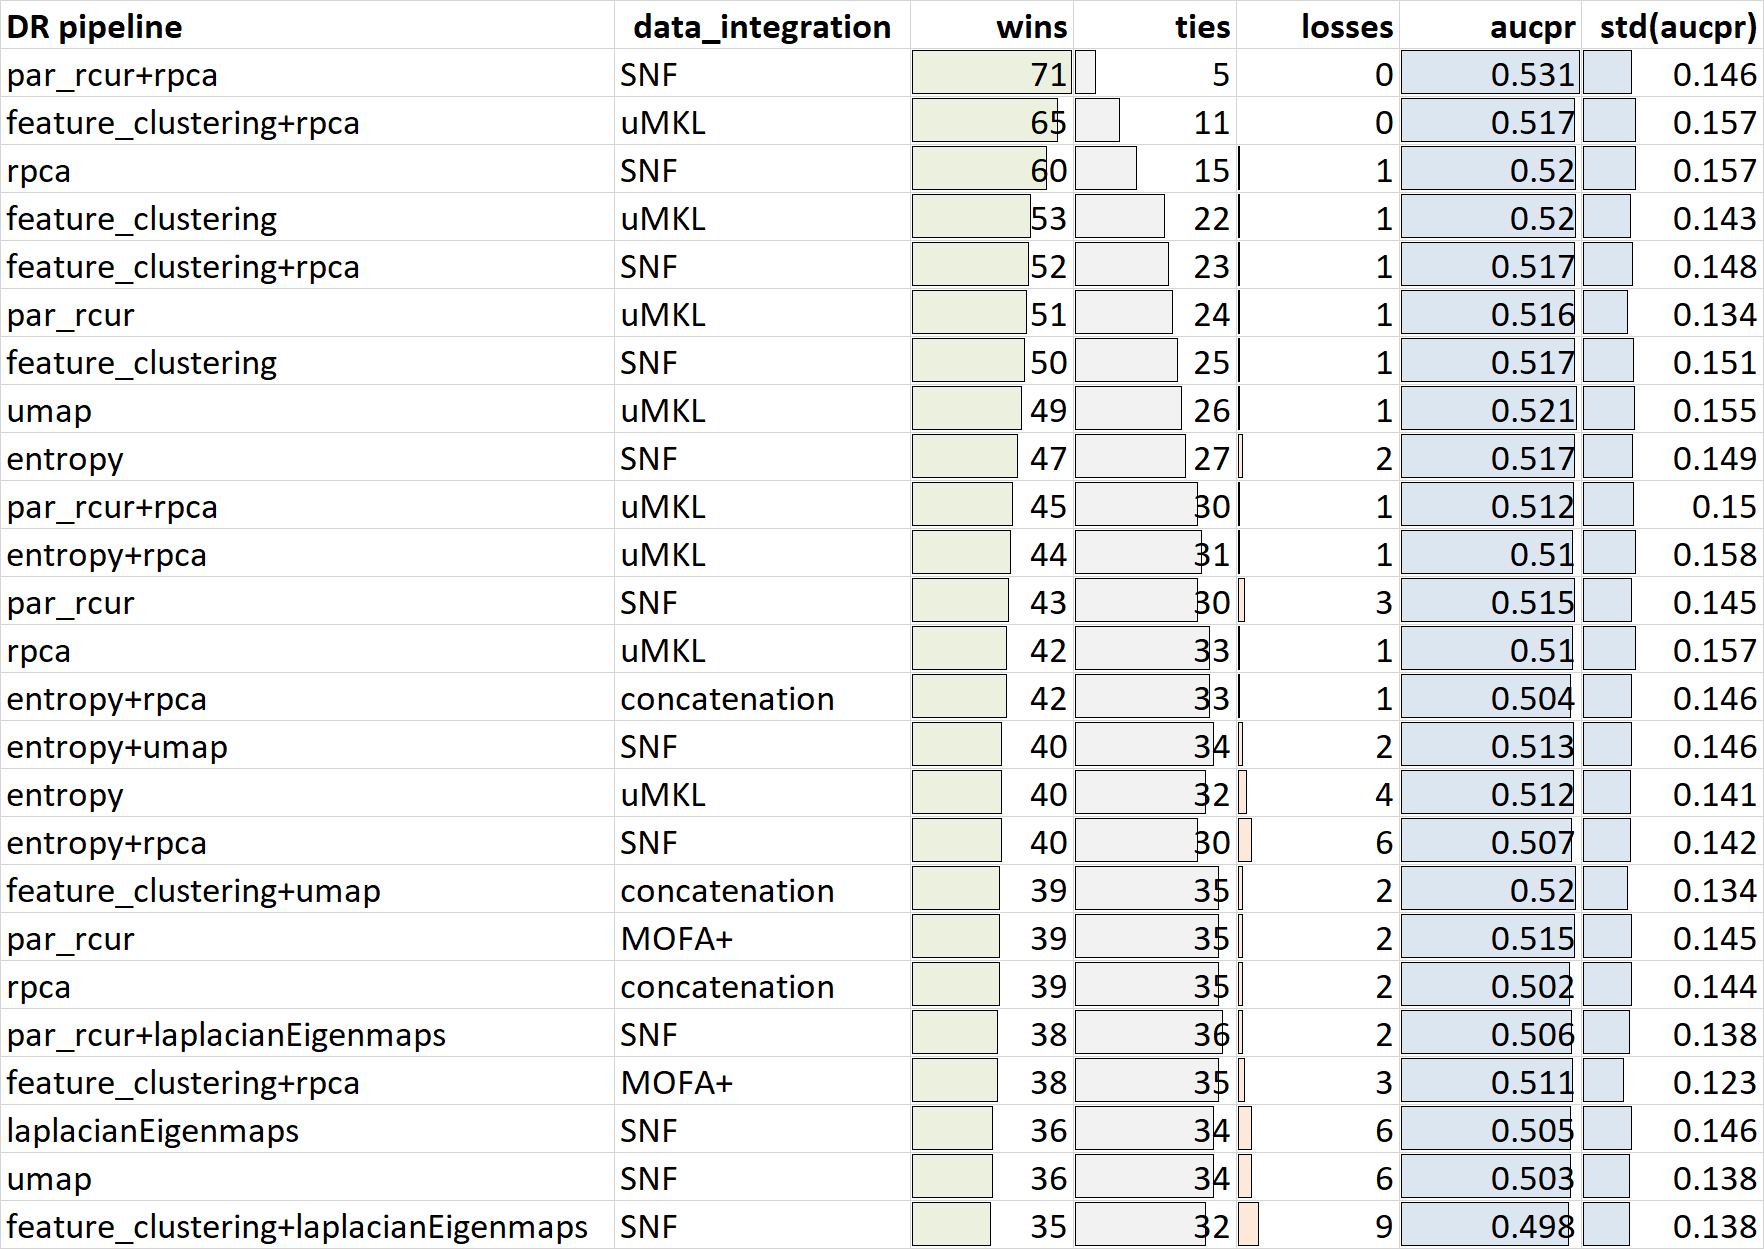 DR pipeline data_integration wins ties losses aucpr std(aucpr)
par_rcur+rpca SNF 71 5 0 0.531 0.146
feature_clustering+rpca uMKL 65 11 0 0.517 0.157
rpca SNF 60 15 1 0.52 0.157
feature_clustering uMKL 53 22 1 0.52 0.143
feature_clustering+rpca SNF 52 23 1 0.517 0.148
par_rcur uMKL 51 24 1 0.516 0.134
feature_clustering SNF 50 25 1 0.517 0.151
umap uMKL 49 26 1 0.521 0.155
entropy SNF 47 27 2 0.517 0.149
par_rcur+rpca uMKL 45 30 1 0.512 0.15
entropy+rpca uMKL 44 31 1 0.51 0.158
par_rcur SNF 43 30 3 0.515 0.145
rpca uMKL 42 33 1 0.51 0.157
entropy+rpca concatenation 42 33 1 0.504 0.146
entropy+umap SNF 40 34 2 0.513 0.146
entropy uMKL 40 32 4 0.512 0.141
entropy+rpca SNF 40 30 6 0.507 0.142
feature_clustering+umap concatenation 39 35 2 0.52 0.134
par_rcur MOFA+ 39 35 2 0.515 0.145
rpca concatenation 39 35 2 0.502 0.144
par_rcur+laplacianEigenmaps SNF 38 36 2 0.506 0.138
feature_clustering+rpca MOFA+ 38 35 3 0.511 0.123
laplacianEigenmaps SNF 36 34 6 0.505 0.146
umap SNF 36 34 6 0.503 0.138
feature_clustering+laplacianEigenmaps SNF 35 32 9 0.498 0.138